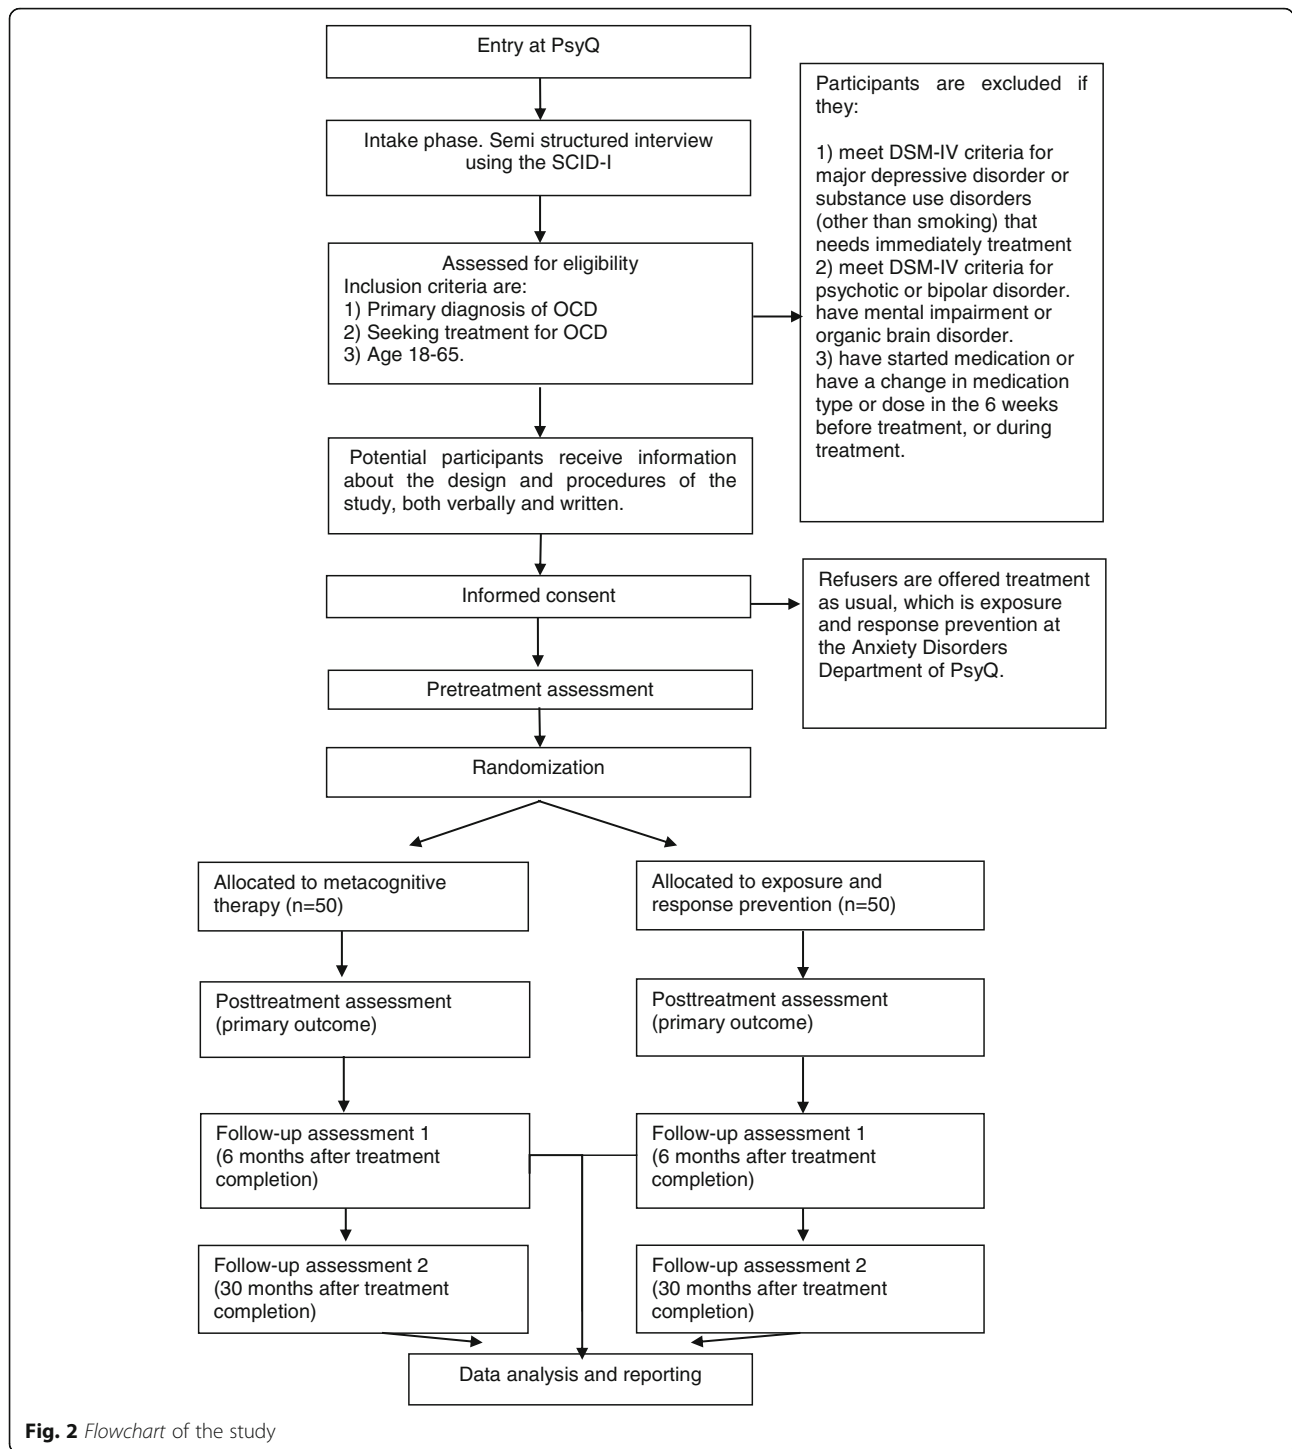 Entry at PsyQ
Intake phase. Semi structured interview
using the SCID-I
Assessed for eligibility
Inclusion criteria are:
1) Primary diagnosis of OCD
2) Seeking treatment for OCD
3) Age 18-65.
Participants are excluded if
they:
1) meet DSM-IV criteria for
major depressive disorder or
substance use disorders
(other than smoking) that
needs immediately treatment
2) meet DSM-IV criteria for
psychotic or bipolar disorder.
have mental impairment or
organic brain disorder.
3) have started medication or
have a change in medication
type or dose in the 6 weeks
before treatment, or during
treatment.
Potential participants receive information
about the design and procedures of the
study, both verbally and written.
Informed consent
Refusers are offered treatment
as usual, which is exposure
and response prevention at
the Anxiety Disorders
Department of PsyQ.
Pretreatment assessment
Randomization
Allocated to metacognitive
therapy (n=50)
Allocated to exposure and
response prevention (n=50)
Posttreatment assessment
(primary outcome)
Posttreatment assessment
(primary outcome)
Follow-up assessment 1
(6 months after treatment
completion)
Follow-up assessment 1
(6 months after treatment
completion)
Follow-up assessment 2
(30 months after treatment
completion)
Follow-up assessment 2
(30 months after treatment
completion)
Data analysis and reporting
Fig. 2 Flowchart of the study